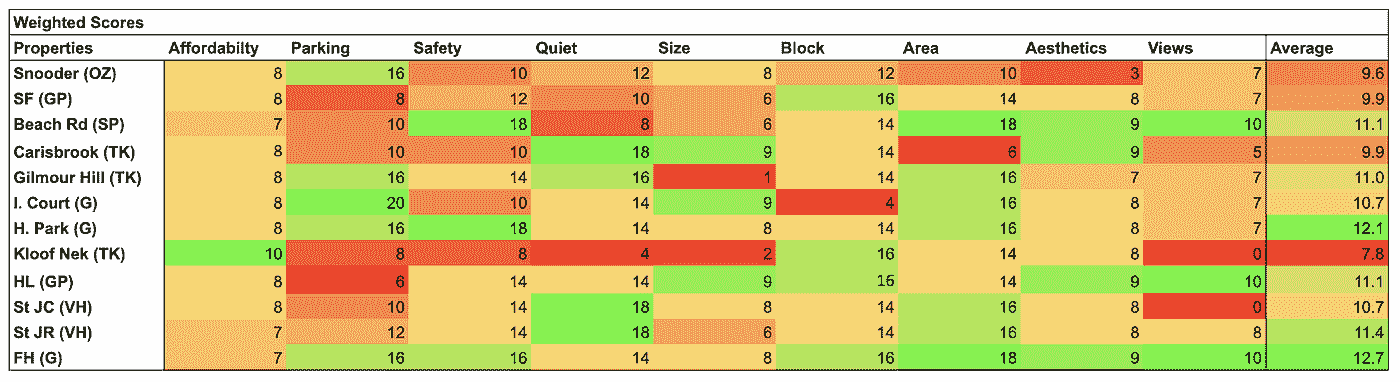 Weighted Scores
Properties Affordabilty Parking Safety Quiet Size Block Area Aesthetics Views Average
Snooder (OZ) 8 16 10 12 8 12 10 3 7 9.6
SF (GP) 8 8 12 10 6 16 14 8 7 9.9
Beach Rd (SP) 7 10 18 8 6 14 18 9 10 11.1
Carisbrook (TK) 8 10 10 18 9 14 6 9 5 9.9
Gilmour Hill (TK) 8 16 14 16 1 14 16 7 7 11.0
I. Court (G) 8 20 10 14 9 4 16 8 7 10.7
H. Park (G) 8 16 18 14 8 14 16 8 7 12.1
Kloof Nek (TK) 10 8 8 4 2 16 14 8 0 7.8
HL (GP) 8 6 14 14 9 16 14 9 10 11.1
St JC (VH) 8 10 14 18 8 14 16 8 0 10.7
St JR (VH) 7 12 14 18 6 14 16 8 8 11.4
FH (G) 7 16 16 14 8 16 18 9 10 12.7